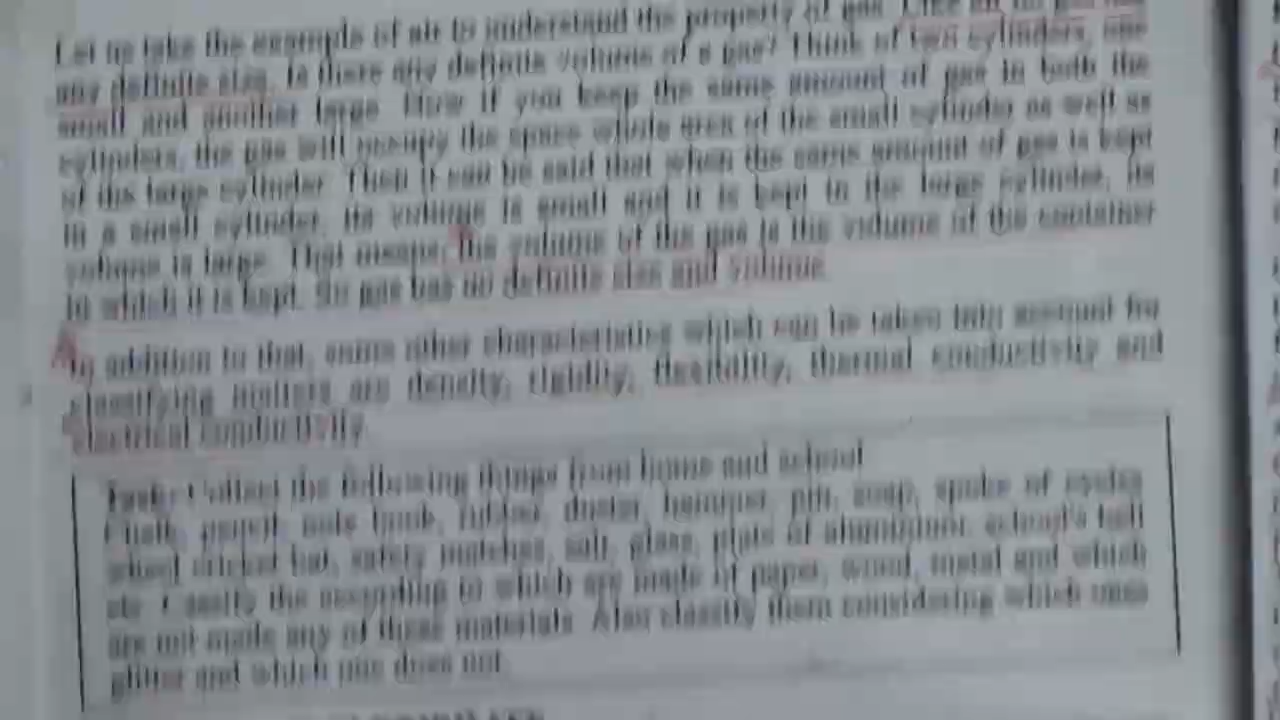 Let us take the example of air to understand the property of gas. Like air no gas has
any definite size. Is there any definite volume of a gas? Think of two cylinders, one
small and another large. Now if you keep the same amount of gas in both the
cylinders, the gas will occupy the space whole area of the small cylinder as well as
of the large cylinder. Then it can be said that when the same amount of gas is kept
in a small cylinder, its volume is small and it is kept in the large cylinder, its
volume is large. That means, the volume of the gas is the volume of the container
in which it is kept. So gas has no definite size and volume.
In addition to that, some other characteristics which can be taken into account for
classifying matters are density, rigidity, flexibility, thermal conductivity and
electrical conductivity.
Task: Collect the following things from home and school
Chalk, pencil, note book, rubber, duster, hammer, pin, soap, spoke of cycles
wheel cricket bat, safety matches, salt, glass, plate of aluminium, school's bell
etc. Classify the according to which are made of paper, wood, metal and which
are not made any of these materials. Also classify them considering which ones
glitter and which one does not.